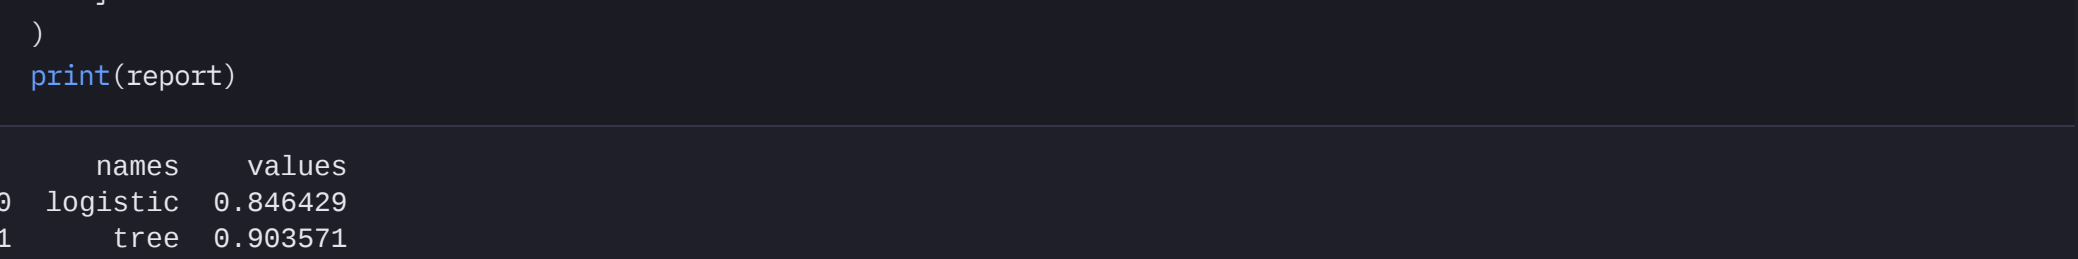 )
print(report)
names values
0 logistic 0.846429
1 tree 0.903571